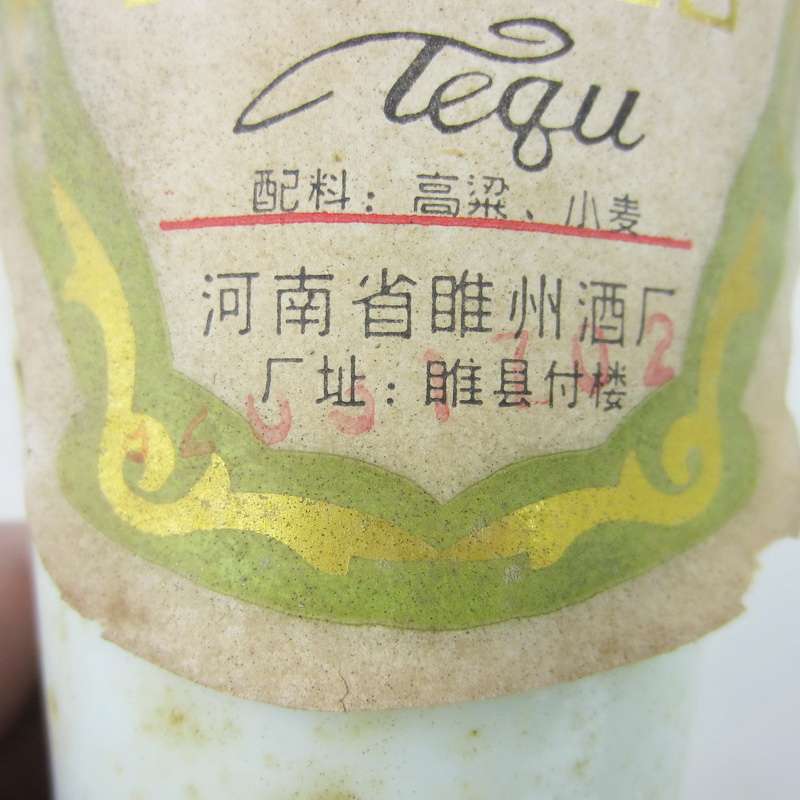 Tequ
配料：高粱、小麦
河南省睢州酒厂
厂址：睢县付楼